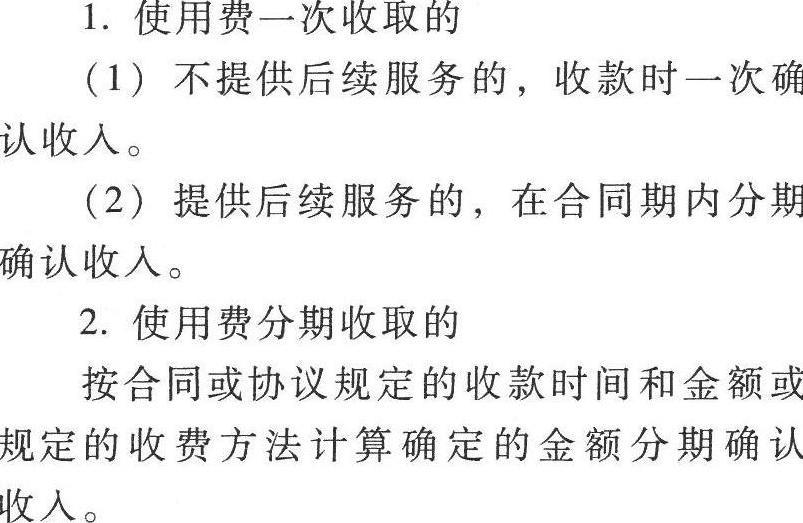 1. 使用费一次收取的
（1）不提供后续服务的，收款时一次确
认收入。
（2）提供后续服务的，在合同期内分期
确认收入。
2. 使用费分期收取的
按合同或协议规定的收款时间和金额或
规定的收费方法计算确定的金额分期确认
收入。